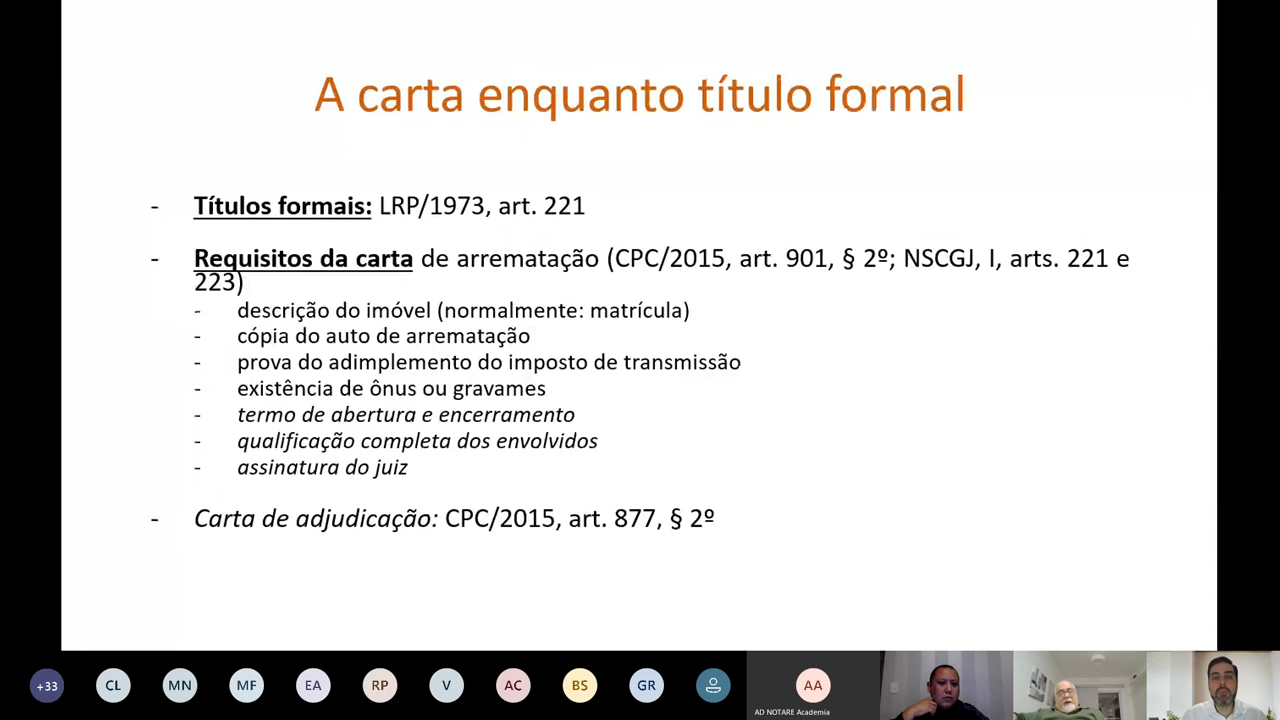 A carta enquanto título formal
- Títulos formais: LRP/1973, art. 221
- Requisitos da carta de arrematação (CPC/2015, art. 901, § 2º; NSCGJ, I, arts. 221 e
223)
- descrição do imóvel (normalmente: matrícula)
- cópia do auto de arrematação
- prova do adimplemento do imposto de transmissão
- existência de ônus ou gravames
- termo de abertura e encerramento
- qualificação completa dos envolvidos
- assinatura do juiz
- Carta de adjudicação: CPC/2015, art. 877, § 2º
+33 CL MN MF EA RP V AC BS GR AA
AD NOTARE Academia